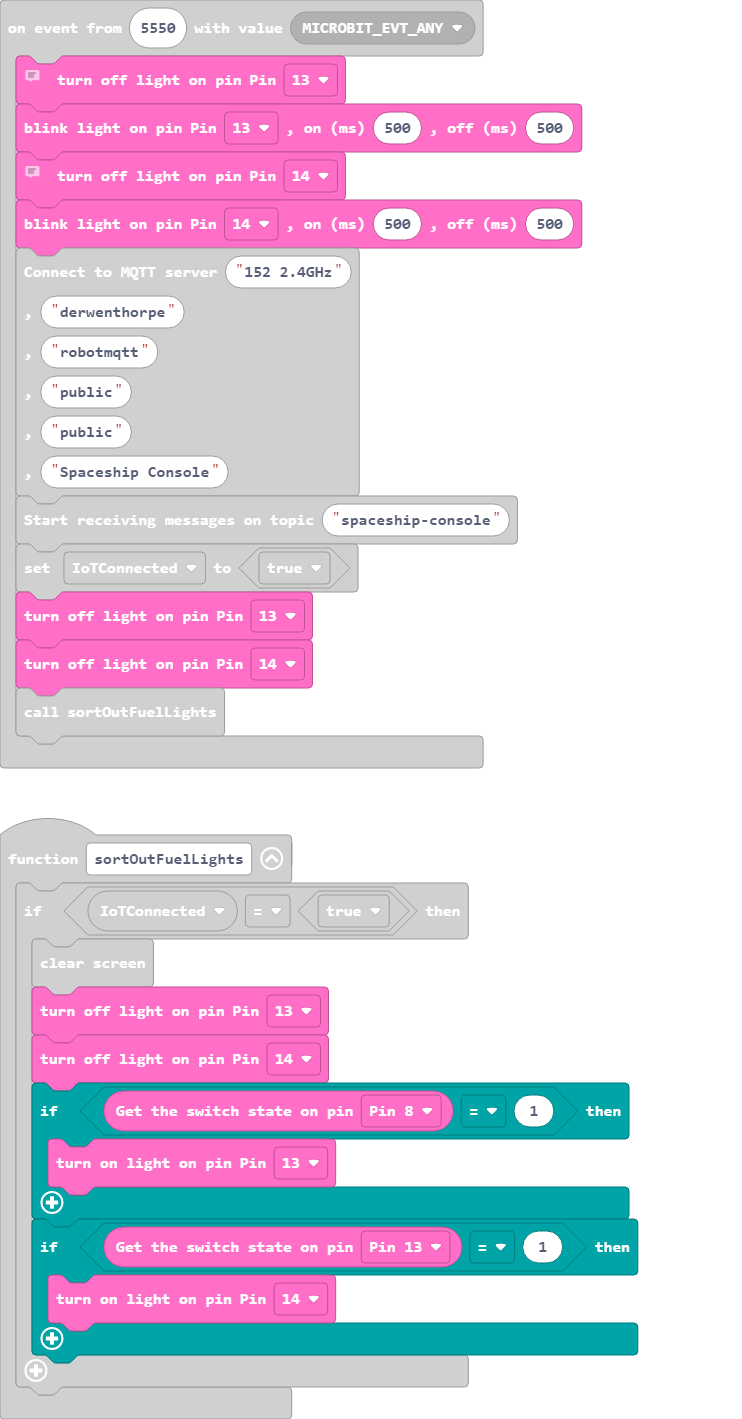 on event from 5550 with value MICROBIT_EVT_ANY
turn off light on pin Pin 13
blink light on pin Pin 13 , on (ms) 500 , off (ms) 500
turn off light on pin Pin 14
blink light on pin Pin 14 , on (ms) 500 , off (ms) 500
Connect to MQTT server "152 2.4GHz"
, "derwenthorpe"
, "robotmqtt"
, "public"
, "public"
, "Spaceship Console"
Start receiving messages on topic "spaceship-console"
set IoTConnected to true
turn off light on pin Pin 13
turn off light on pin Pin 14
call sortOutFuelLights
function sortOutFuelLights
if IoTConnected = true then
clear screen
turn off light on pin Pin 13
turn off light on pin Pin 14
if Get the switch state on pin Pin 8 = 1 then
turn on light on pin Pin 13
if Get the switch state on pin Pin 13 = 1 then
turn on light on pin Pin 14